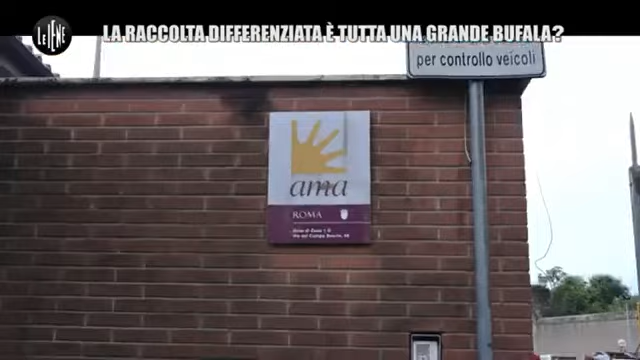 LE IENE
LA RACCOLTA DIFFERENZIATA È TUTTA UNA GRANDE BUFALA?
per controllo veicoli
ama
ROMA